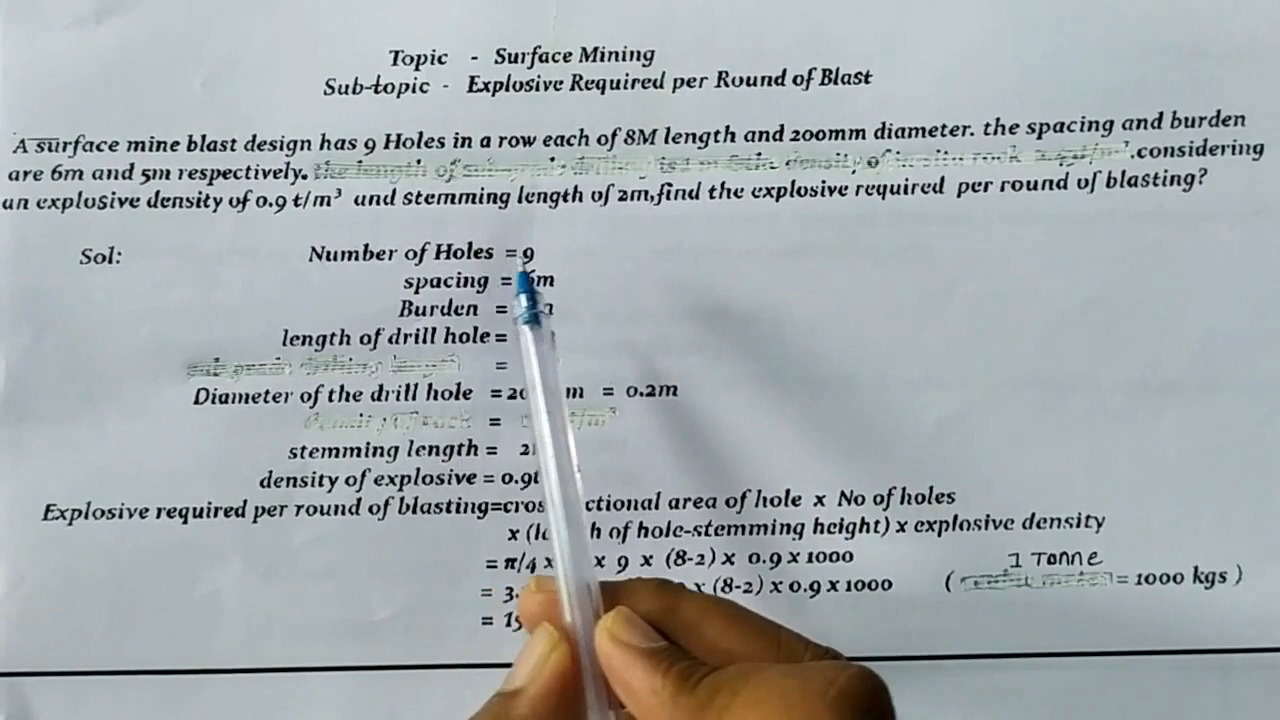 Topic - Surface Mining
Sub-topic - Explosive Required per Round of Blast
A surface mine blast design has 9 Holes in a row each of 8M length and 200mm diameter. the spacing and burden
are 6m and 5m respectively. .considering
an explosive density of 0.9 t/m³ and stemming length of 2m,find the explosive required per round of blasting?
Sol: Number of Holes = 9
spacing = 6m
Burden =
length of drill hole =
=
Diameter of the drill hole = = 0.2m
=
stemming length = 2
density of explosive = 0.9t
Explosive required per round of blasting= area of hole x No of holes
x of hole-stemming height) x explosive density
= π/4 x x 9 x (8-2) x 0.9 x 1000
= 3. x (8-2) x 0.9 x 1000 ( 1 Tonne = 1000 kgs )
=